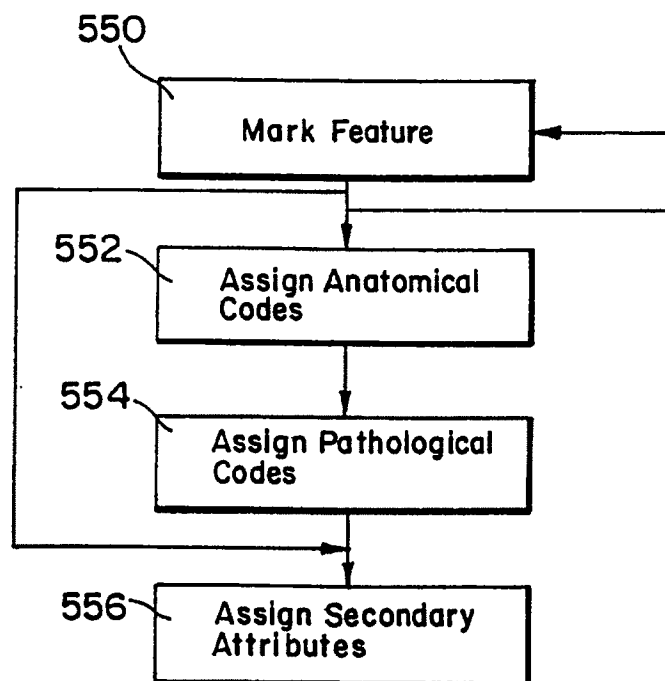 550
Mark Feature
552
Assign Anatomical
Codes
554
Assign Pathological
Codes
556
Assign Secondary
Attributes